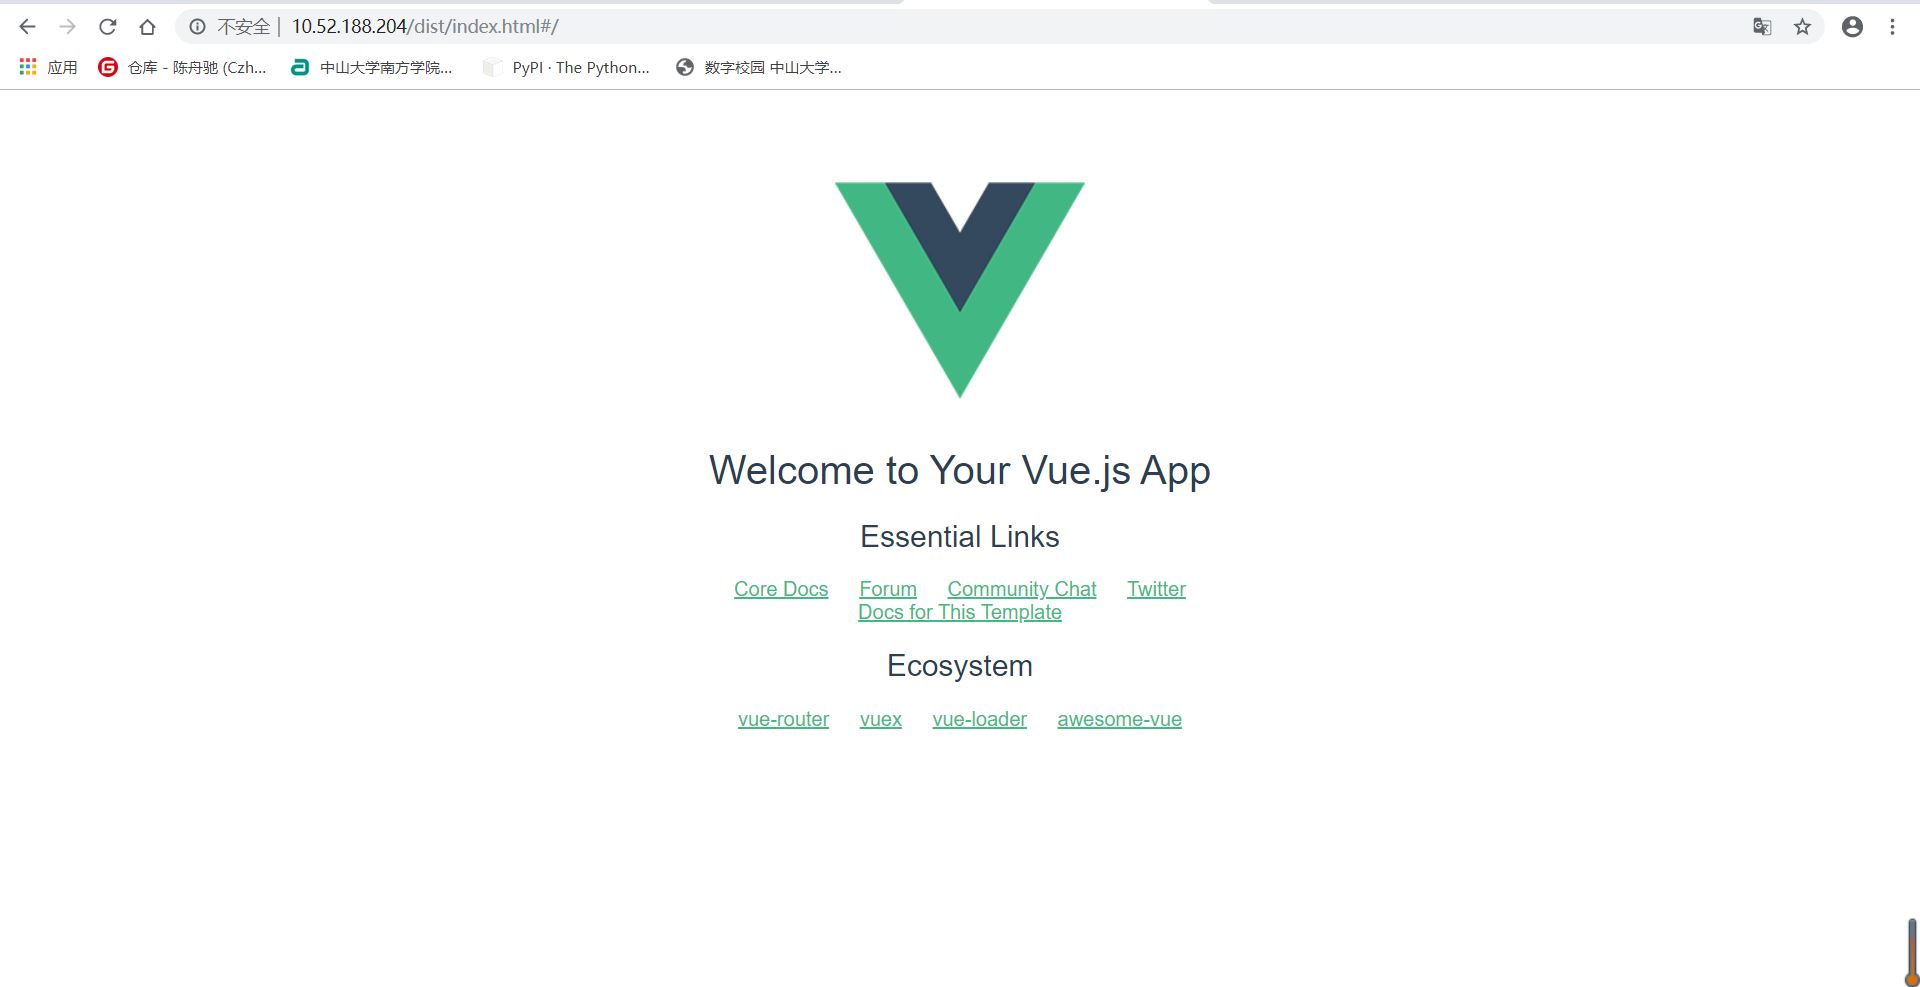 不安全 | 10.52.188.204/dist/index.html#/
应用 仓库 - 陈舟驰 (Czh... 中山大学南方学院... PyPI · The Python... 数字校园 中山大学...
Welcome to Your Vue.js App
Essential Links
Core Docs Forum Community Chat Twitter
Docs for This Template
Ecosystem
vue-router vuex vue-loader awesome-vue